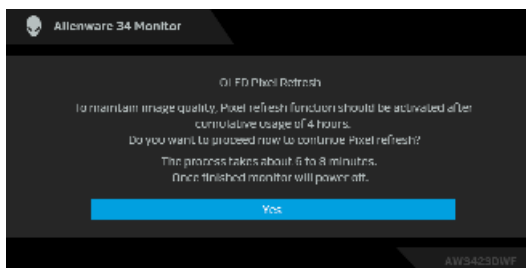 Alienware 34 Monitor
OLED Pixel Refresh
To maintain image quality, Pixel refresh function should be activated after
cumulative usage of 4 hours.
Do you want to proceed now to continue Pixel refresh?
The process takes about 6 to 8 minutes.
Once finished monitor will power off.
Yes
AW3423DWF